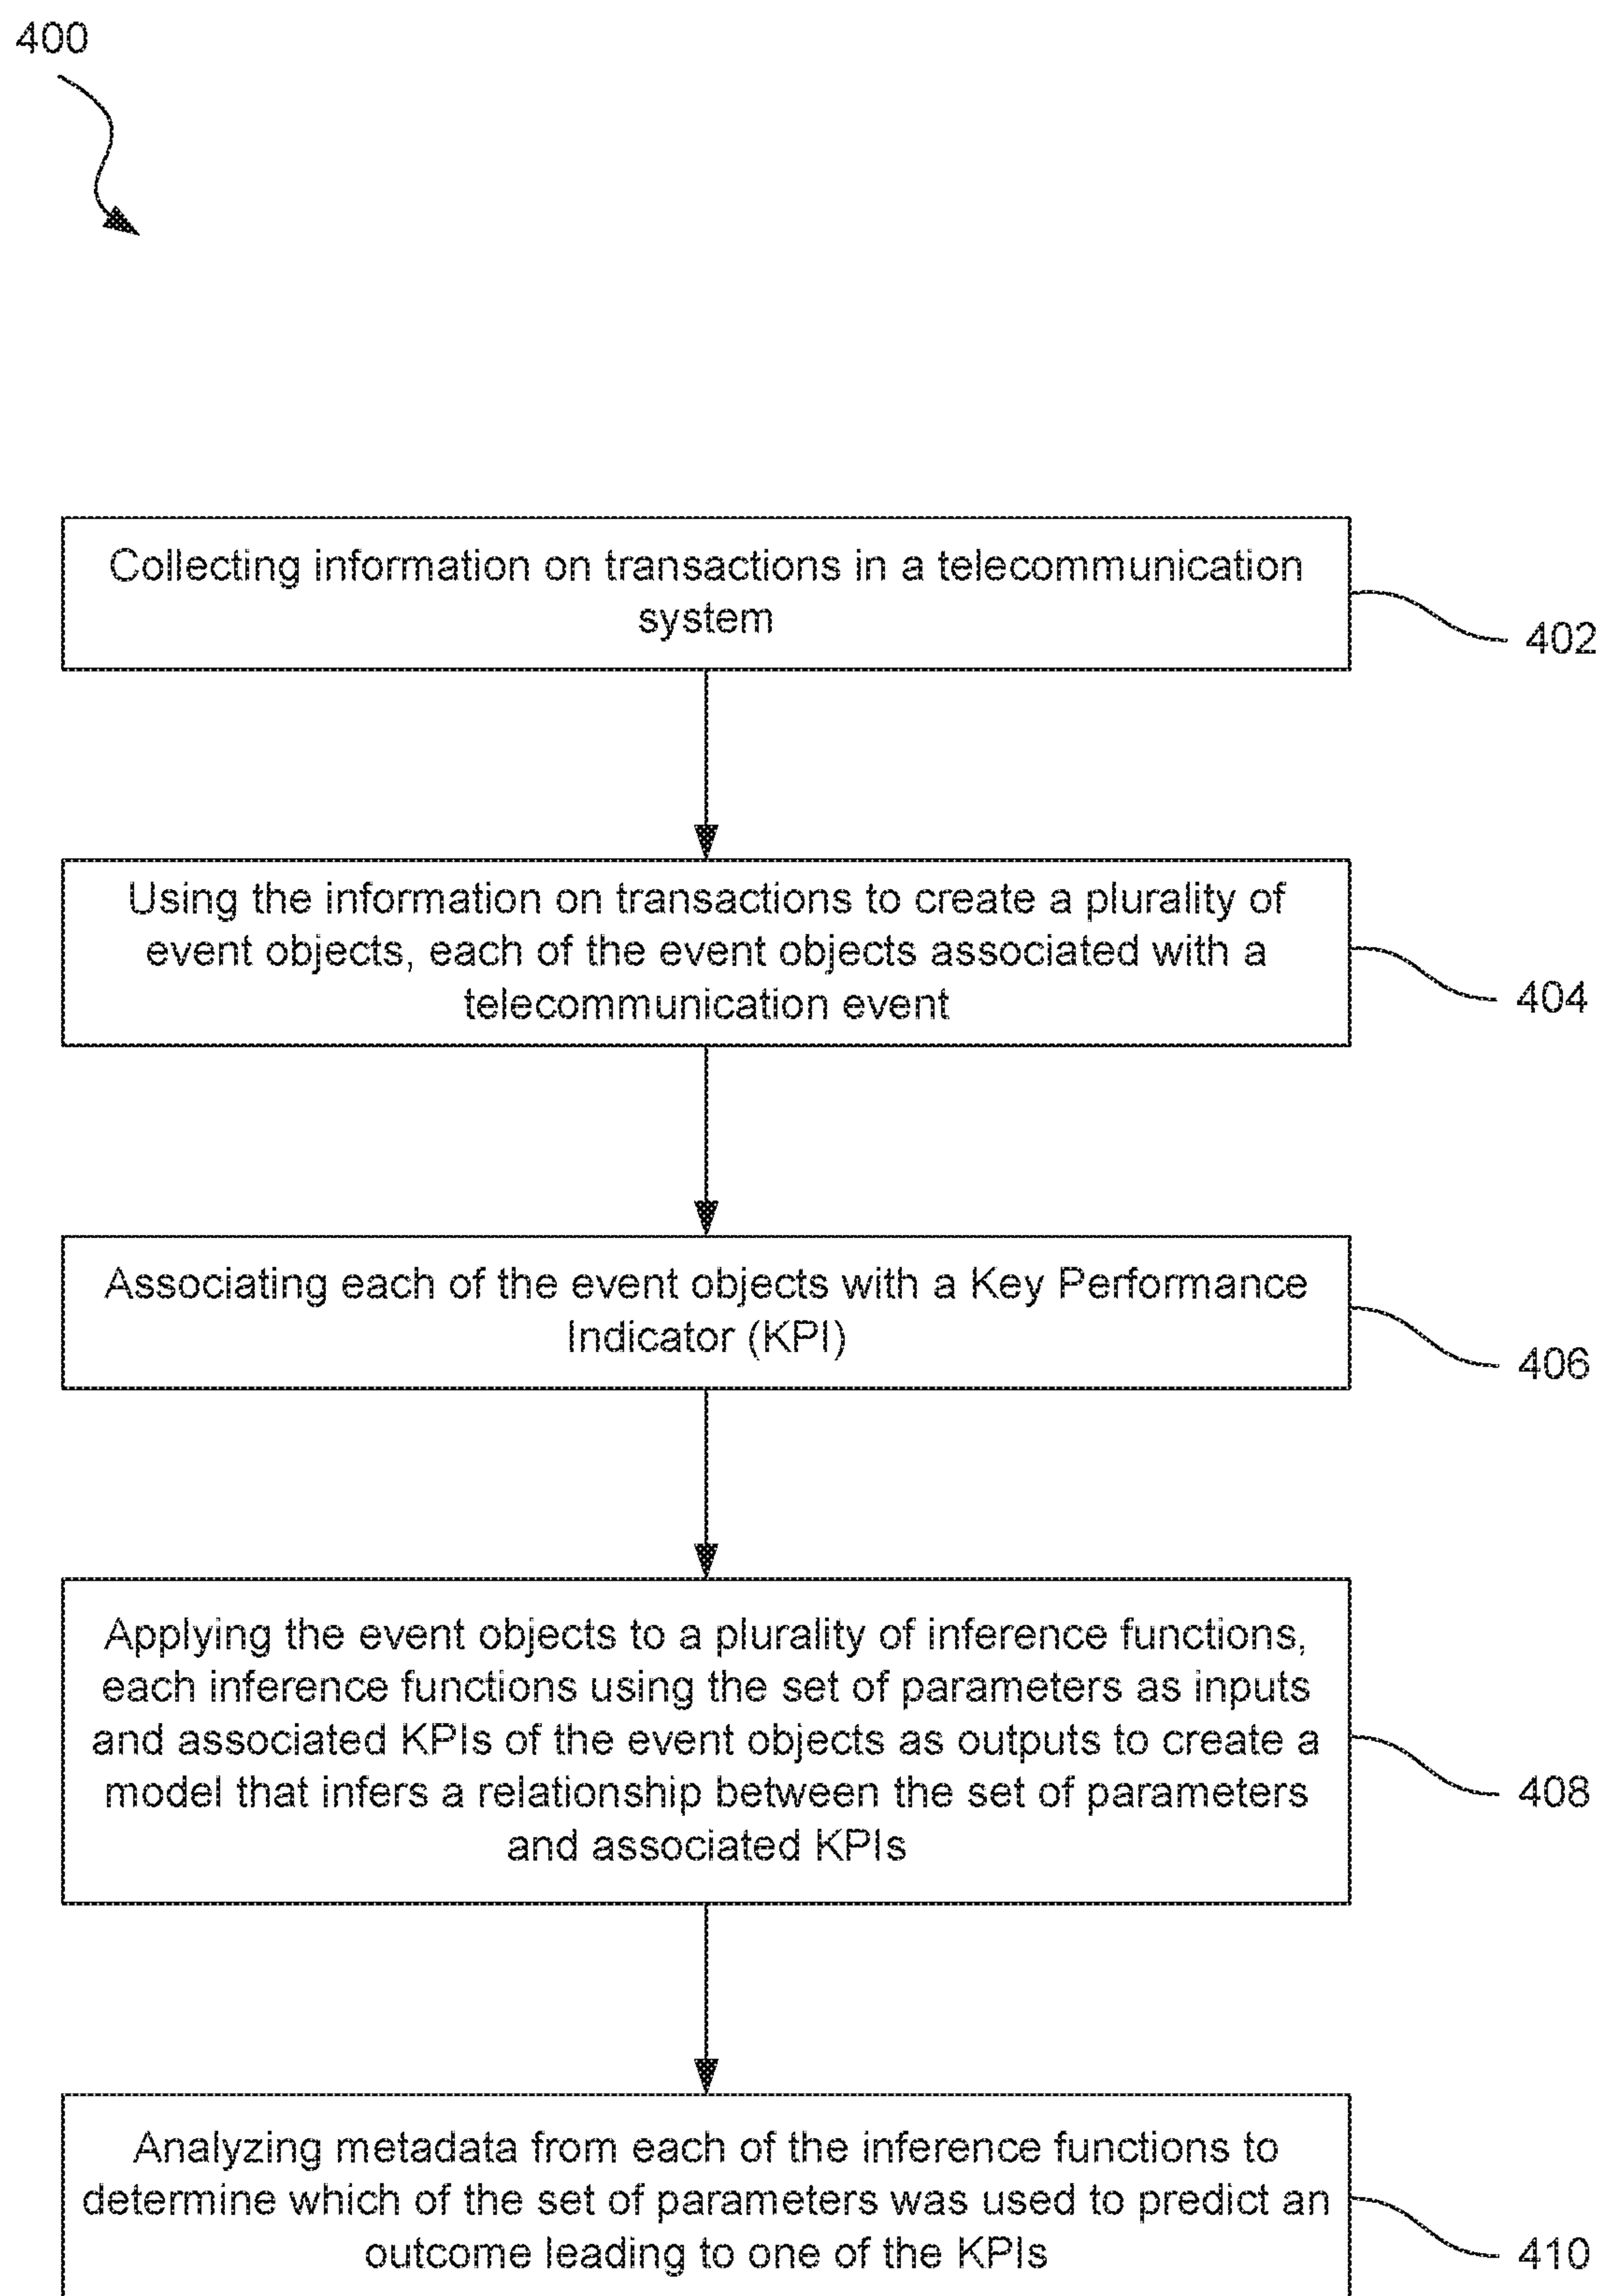 400
Collecting information on transactions in a telecommunication
system
402
Using the information on transactions to create a plurality of
event objects, each of the event objects associated with a
telecommunication event
404
Associating each of the event objects with a Key Performance
Indicator (KPI)
406
Applying the event objects to a plurality of inference functions,
each inference functions using the set of parameters as inputs
and associated KPIs of the event objects as outputs to create a
model that infers a relationship between the set of parameters
and associated KPIs
408
Analyzing metadata from each of the inference functions to
determine which of the set of parameters was used to predict an
outcome leading to one of the KPIs
410